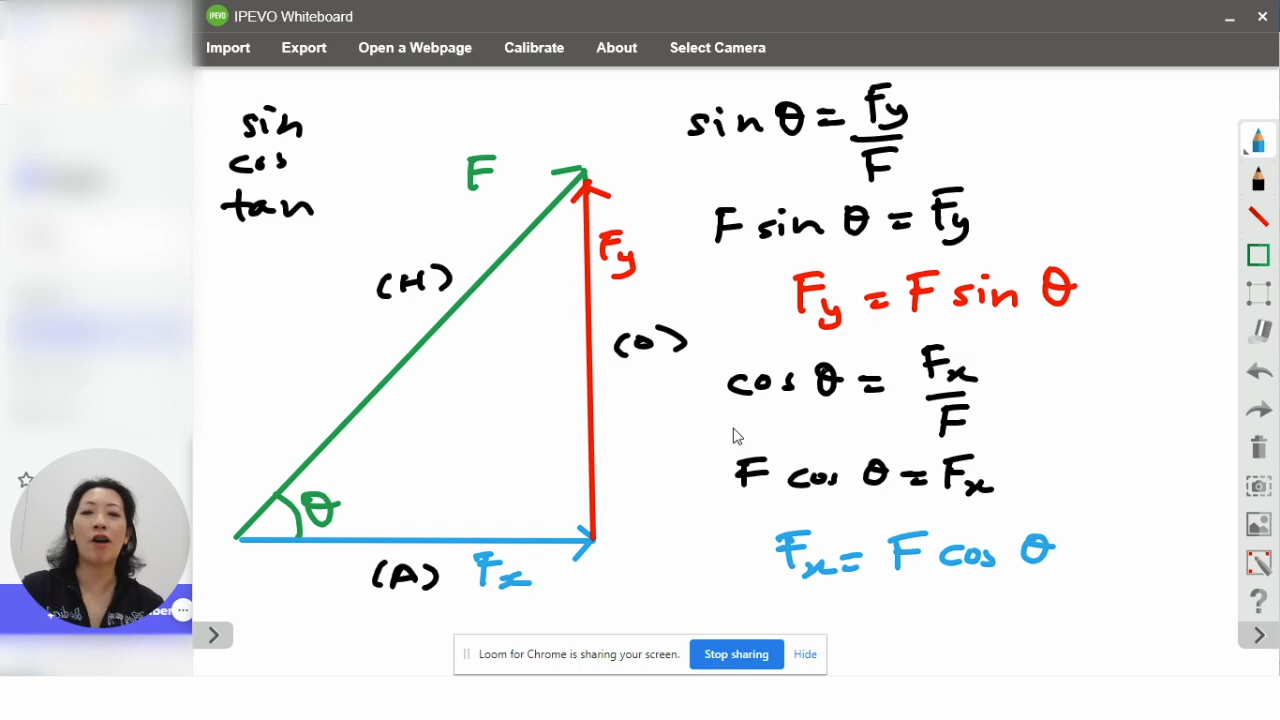 IPEVO Whiteboard
Import Export Open a Webpage Calibrate About Select Camera
sin
cos
tan
F
(H)
Fy
(O)
θ
(A) Fx
sin θ = Fy/F
F sin θ = Fy
Fy = F sin θ
cos θ = Fx/F
F cos θ = Fx
Fx = F cos θ
Loom for Chrome is sharing your screen. Stop sharing Hide